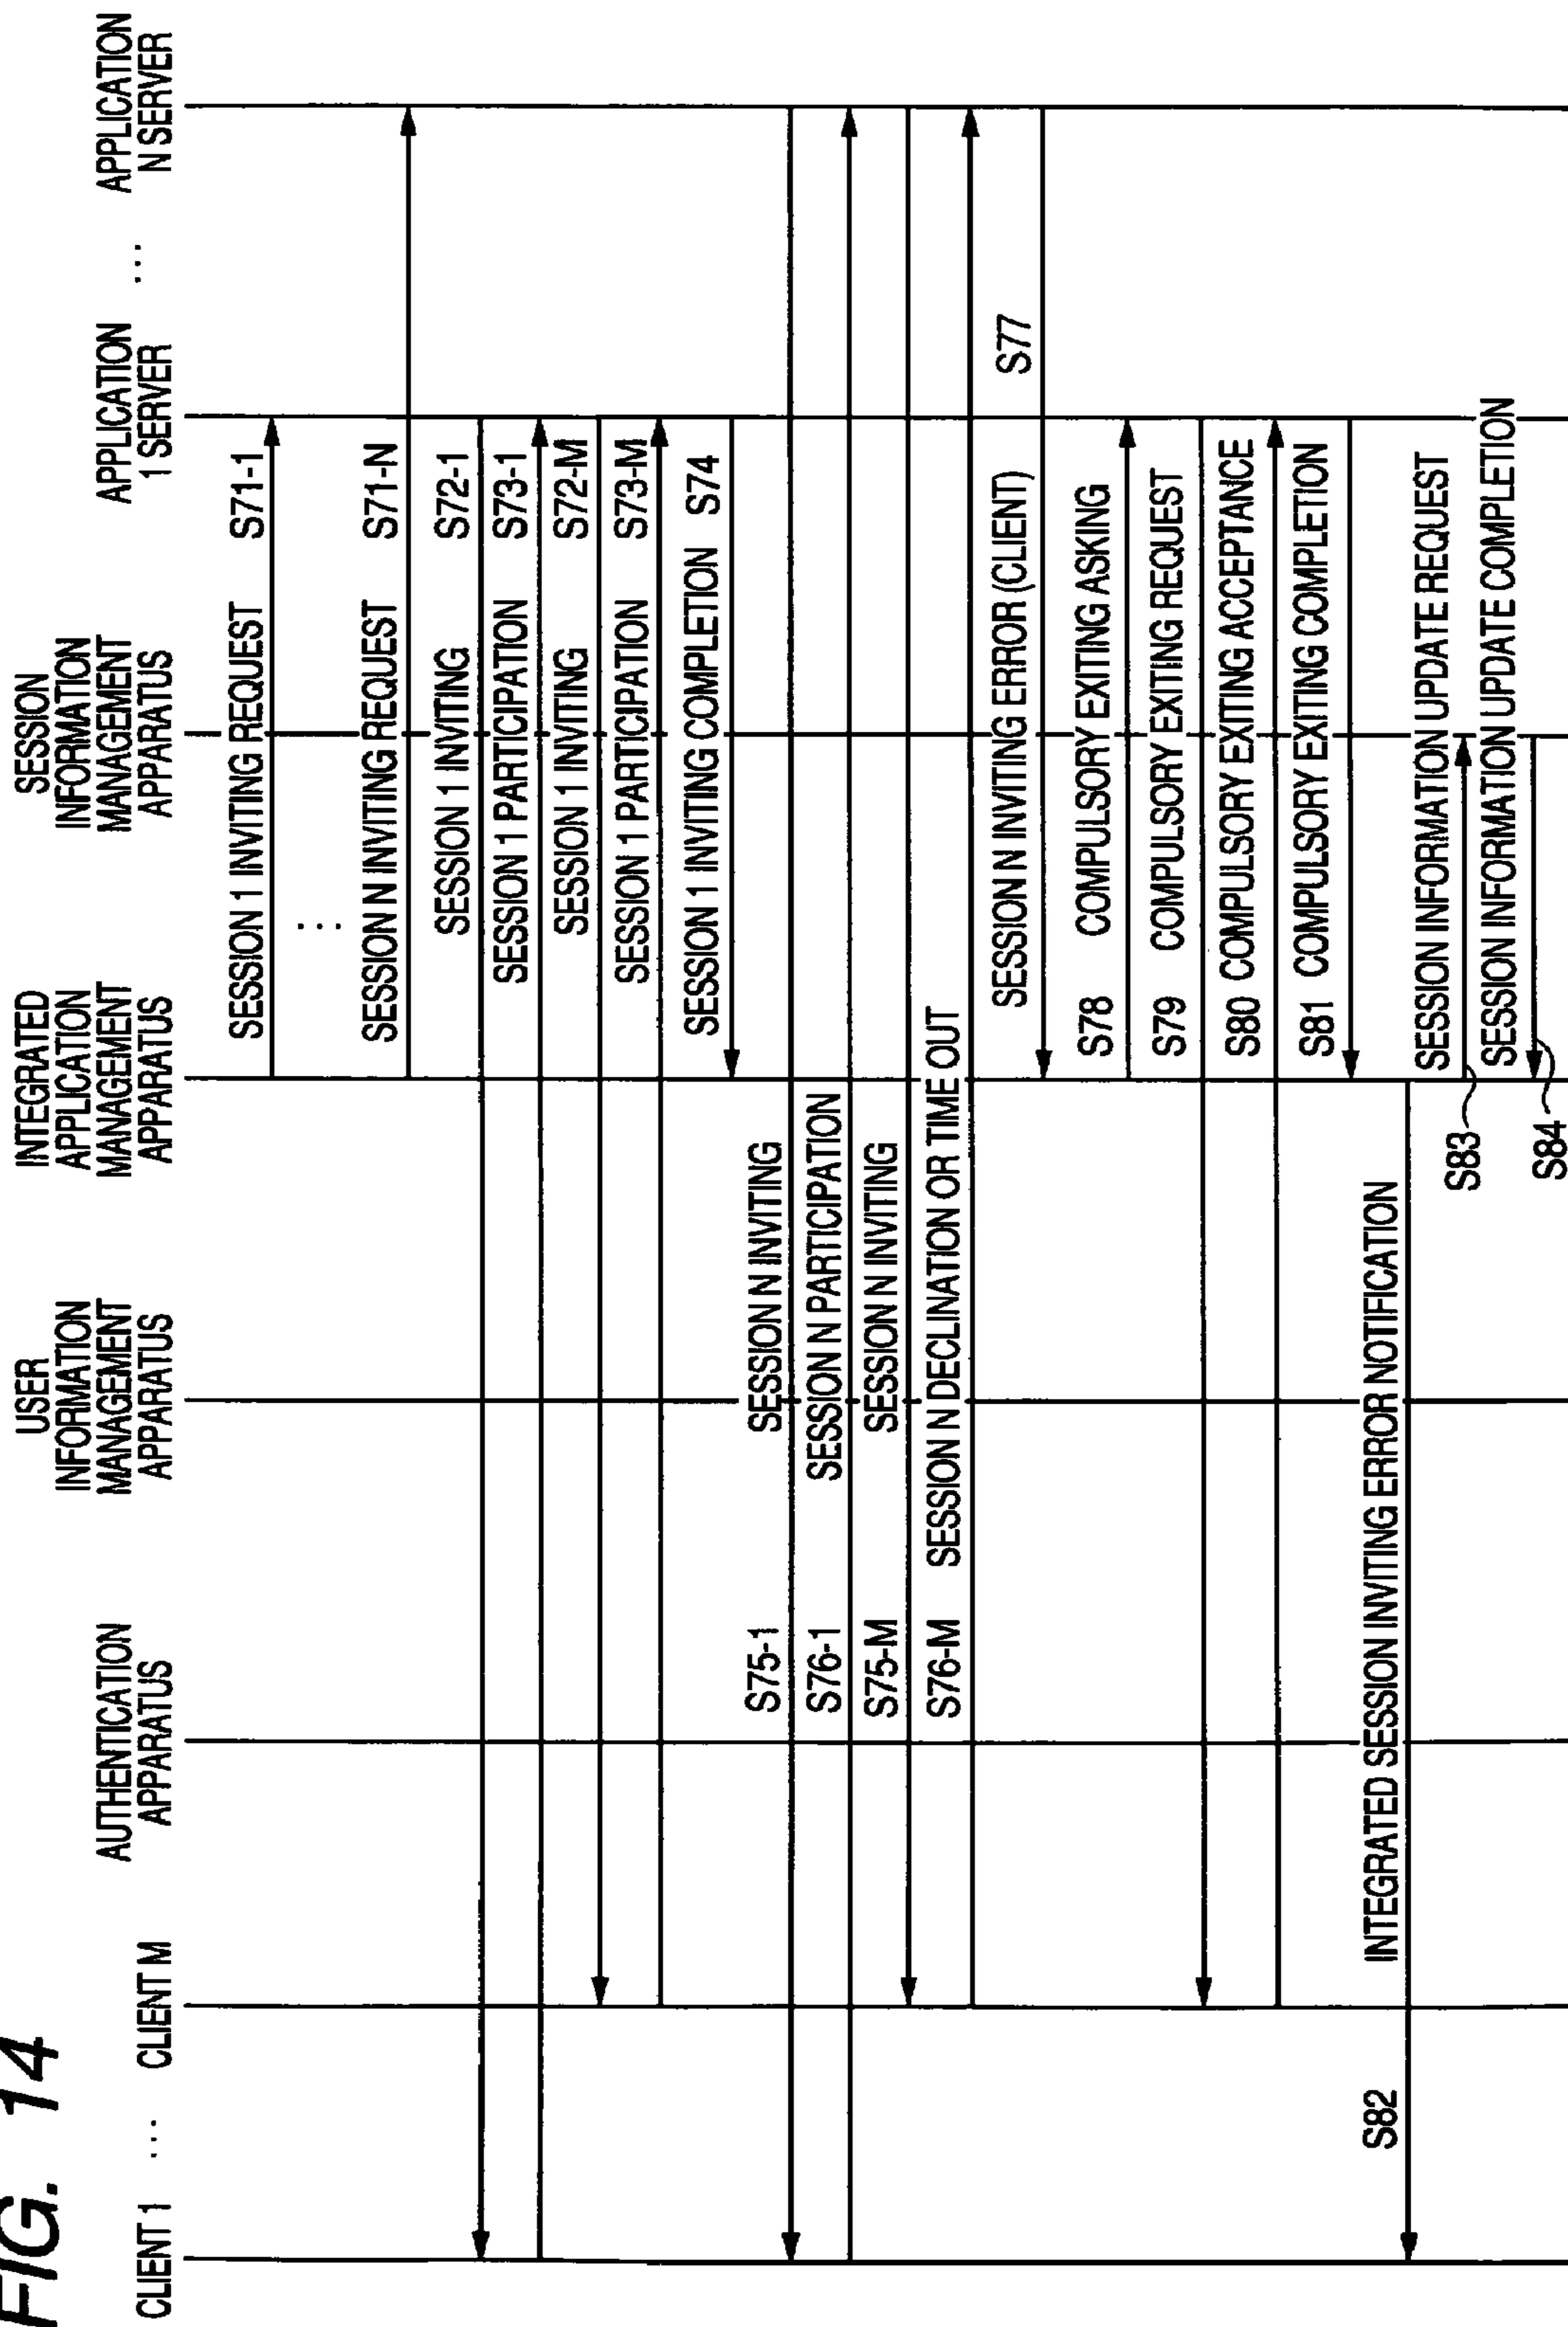 FIG. 14
CLIENT 1
...
CLIENT M
AUTHENTICATION
APPARATUS
USER
INFORMATION
MANAGEMENT
APPARATUS
INTEGRATED
APPLICATION
MANAGEMENT
APPARATUS
SESSION
INFORMATION
MANAGEMENT
APPARATUS
APPLICATION
1 SERVER
...
APPLICATION
N SERVER
SESSION 1 INVITING REQUEST S71-1
...
SESSION N INVITING REQUEST S71-N
SESSION 1 INVITING S72-1
SESSION 1 PARTICIPATION S73-1
SESSION 1 INVITING S72-M
SESSION 1 PARTICIPATION S73-M
SESSION 1 INVITING COMPLETION S74
S75-1 SESSION N INVITING
S76-1 SESSION N PARTICIPATION
S75-M SESSION N INVITING
S76-M SESSION N DECLINATION OR TIME OUT
SESSION N INVITING ERROR (CLIENT) S77
S78 COMPULSORY EXITING ASKING
S79 COMPULSORY EXITING REQUEST
S80 COMPULSORY EXITING ACCEPTANCE
S81 COMPULSORY EXITING COMPLETION
S82 INTEGRATED SESSION INVITING ERROR NOTIFICATION
SESSION INFORMATION UPDATE REQUEST
S83
SESSION INFORMATION UPDATE COMPLETION
S84